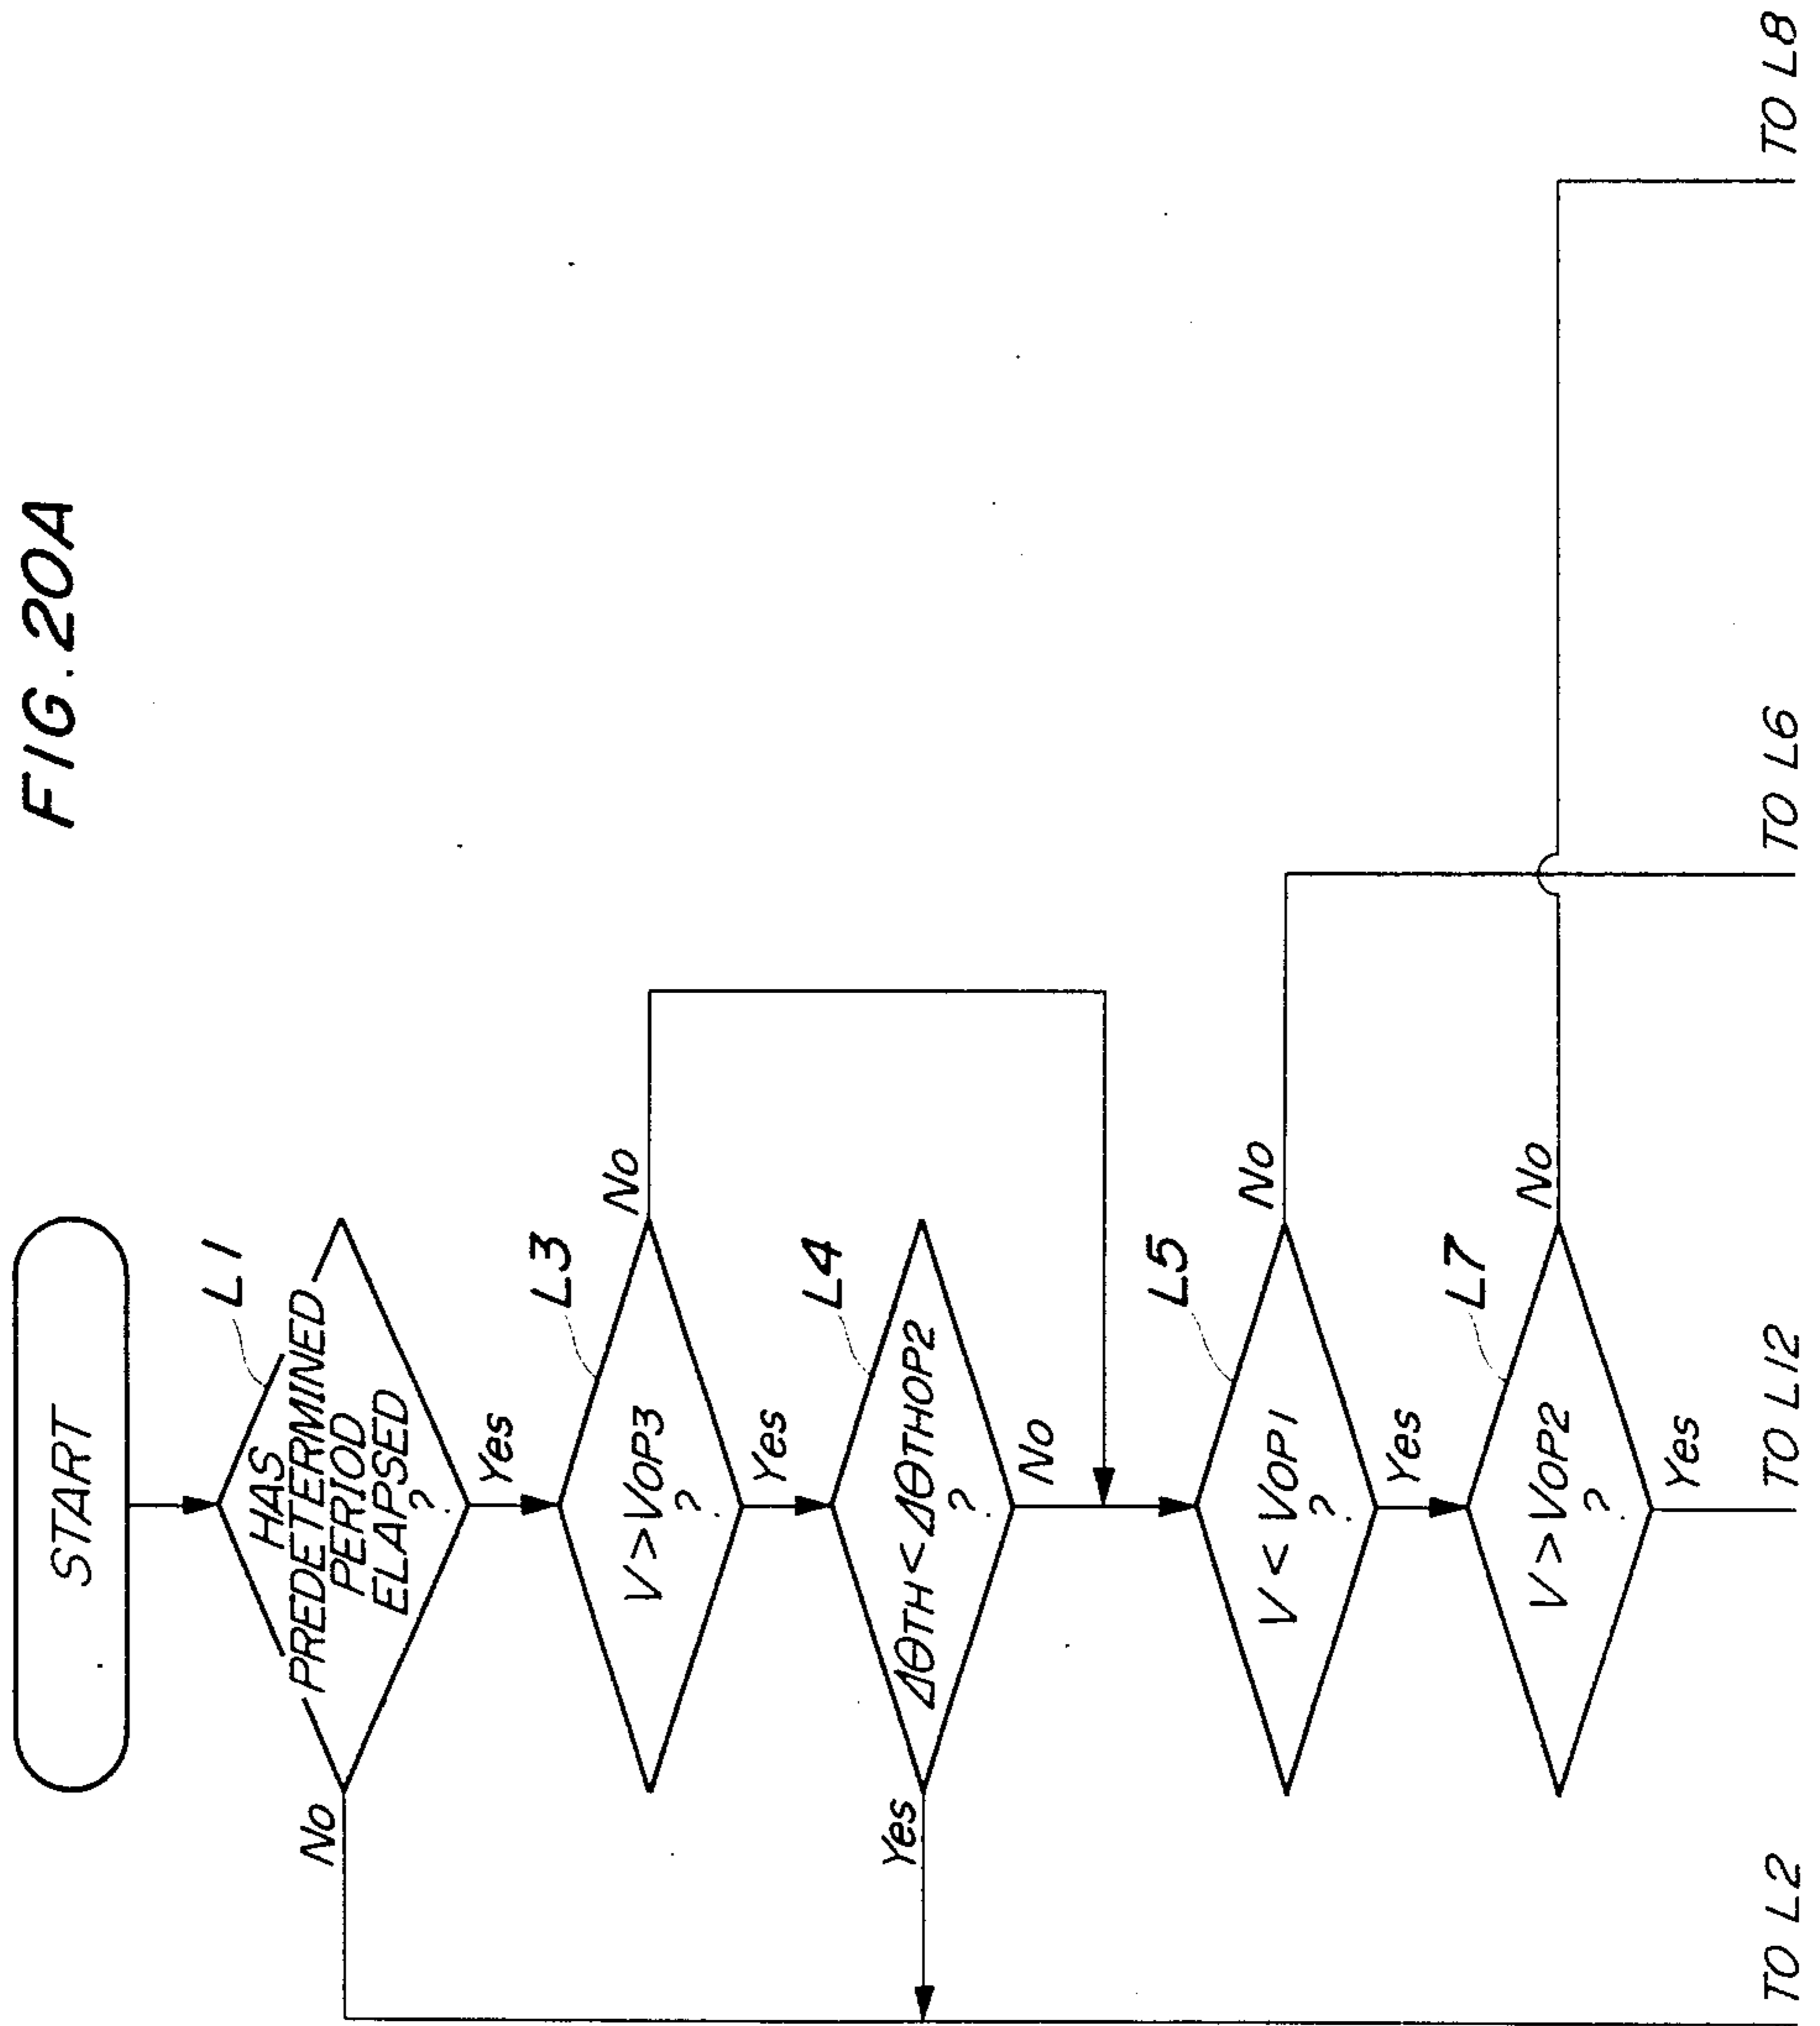 FIG. 20A
START
L1
HAS
PREDETERMINED
PERIOD
ELAPSED
?
No
Yes
L3
V > VOP3
?
No
Yes
L4
ΔθTH < ΔθTHOP2
?
Yes
No
L5
V < VOP1
?
No
Yes
L7
V > VOP2
?
No
Yes
TO L2
TO L12
TO L6
TO L8